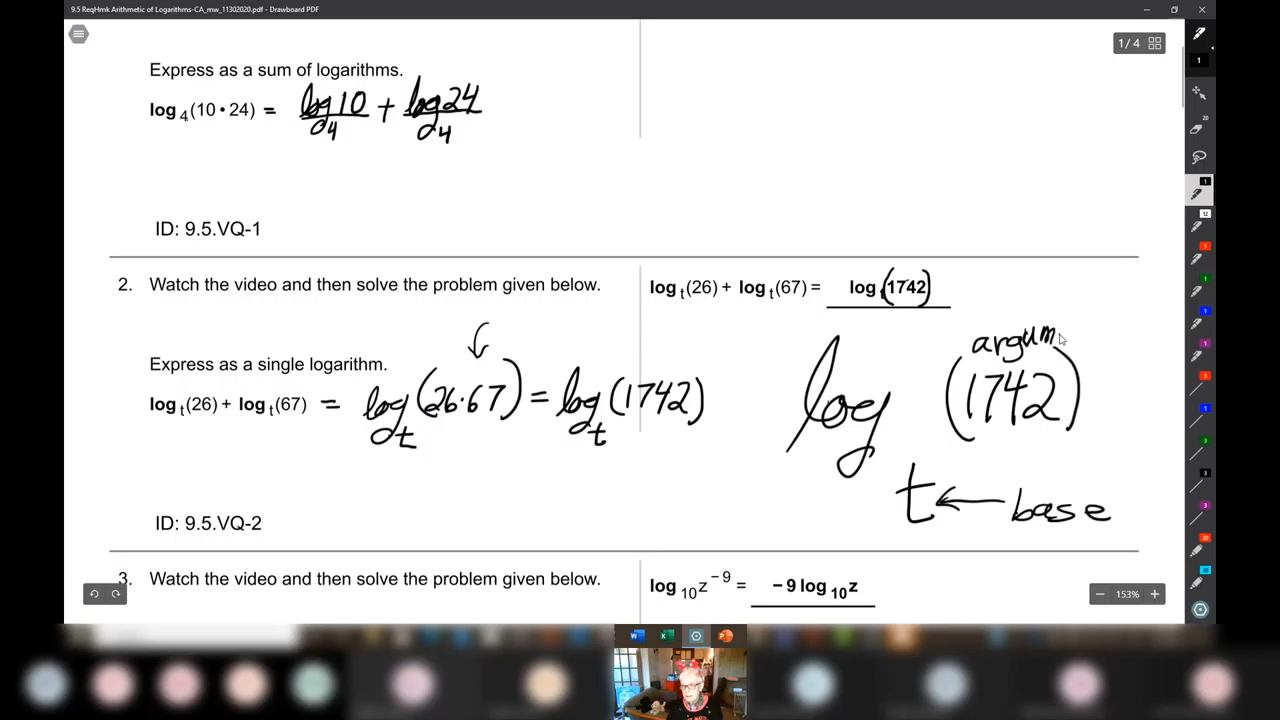 9.5 ReqHmk Arithmetic of Logarithms-CA_mw_11302020.pdf - Drawboard PDF
1 / 4
Express as a sum of logarithms.
log 4(10 • 24) = log4 10 + log4 24
ID: 9.5.VQ-1
2. Watch the video and then solve the problem given below.
log t(26) + log t(67) = log t(1742)
Express as a single logarithm.
log t(26) + log t(67) = log t(26·67) = log t(1742)
argum
log t (1742)
t ← base
ID: 9.5.VQ-2
3. Watch the video and then solve the problem given below.
log 10 z −9 = −9 log 10 z
153%